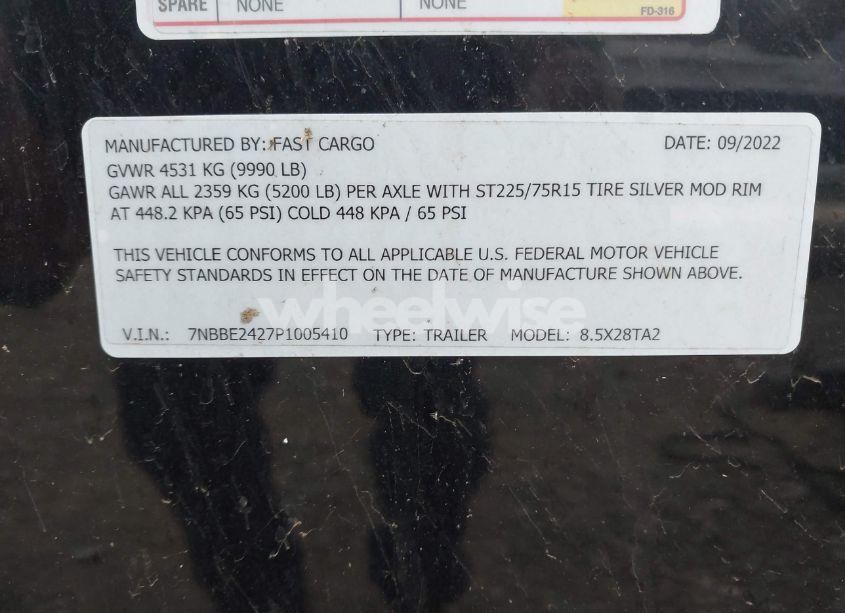 SPARE NONE NONE
FD-316
MANUFACTURED BY: FAST CARGO DATE: 09/2022
GVWR 4531 KG (9990 LB)
GAWR ALL 2359 KG (5200 LB) PER AXLE WITH ST225/75R15 TIRE SILVER MOD RIM
AT 448.2 KPA (65 PSI) COLD 448 KPA / 65 PSI
THIS VEHICLE CONFORMS TO ALL APPLICABLE U.S. FEDERAL MOTOR VEHICLE
SAFETY STANDARDS IN EFFECT ON THE DATE OF MANUFACTURE SHOWN ABOVE.
wheelwise
V.I.N.: 7NBBE2427P1005410 TYPE: TRAILER MODEL: 8.5X28TA2